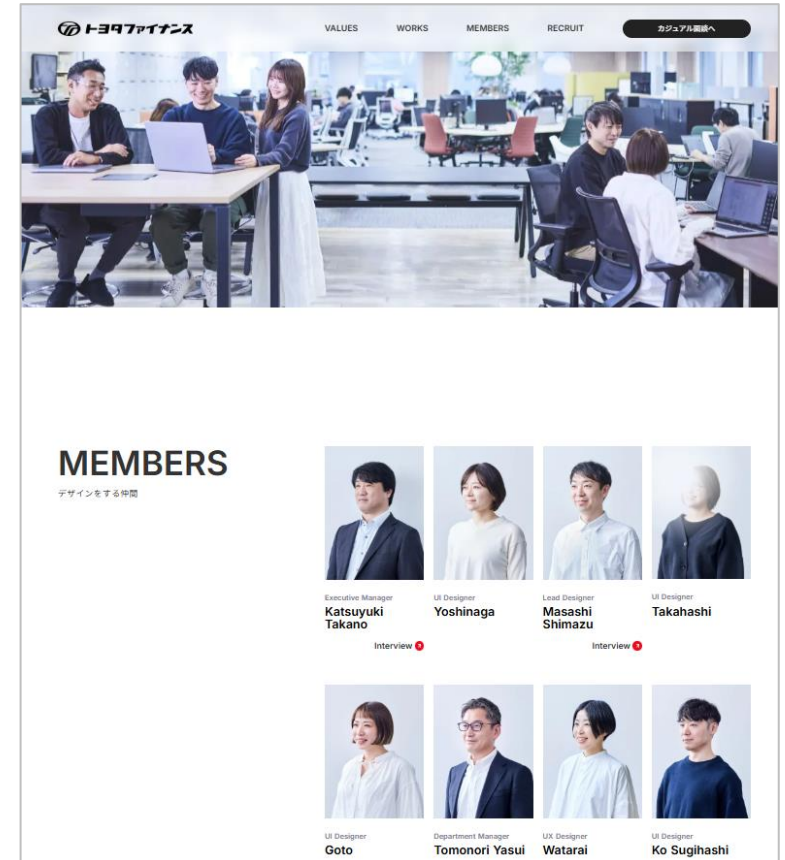 トヨタファイナンス
VALUES
WORKS
MEMBERS
RECRUIT
カジュアル面談へ
MEMBERS
デザインをする仲間
Executive Manager
Katsuyuki
Takano
Interview
UI Designer
Yoshinaga
Lead Designer
Masashi
Shimazu
Interview
UI Designer
Takahashi
UI Designer
Goto
Department Manager
Tomonori Yasui
UX Designer
Watarai
UI Designer
Ko Sugihashi